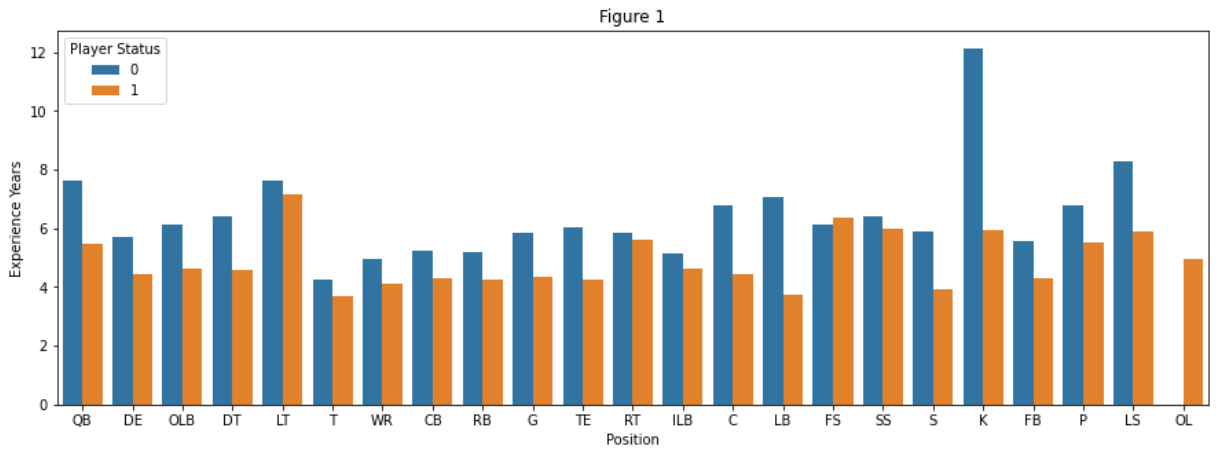 Figure 1
Player Status
0
1
Experience Years
12
10
8
6
4
2
0
QB DE OLB DT LT T WR CB RB G TE RT ILB C LB FS SS S K FB P LS OL
Position